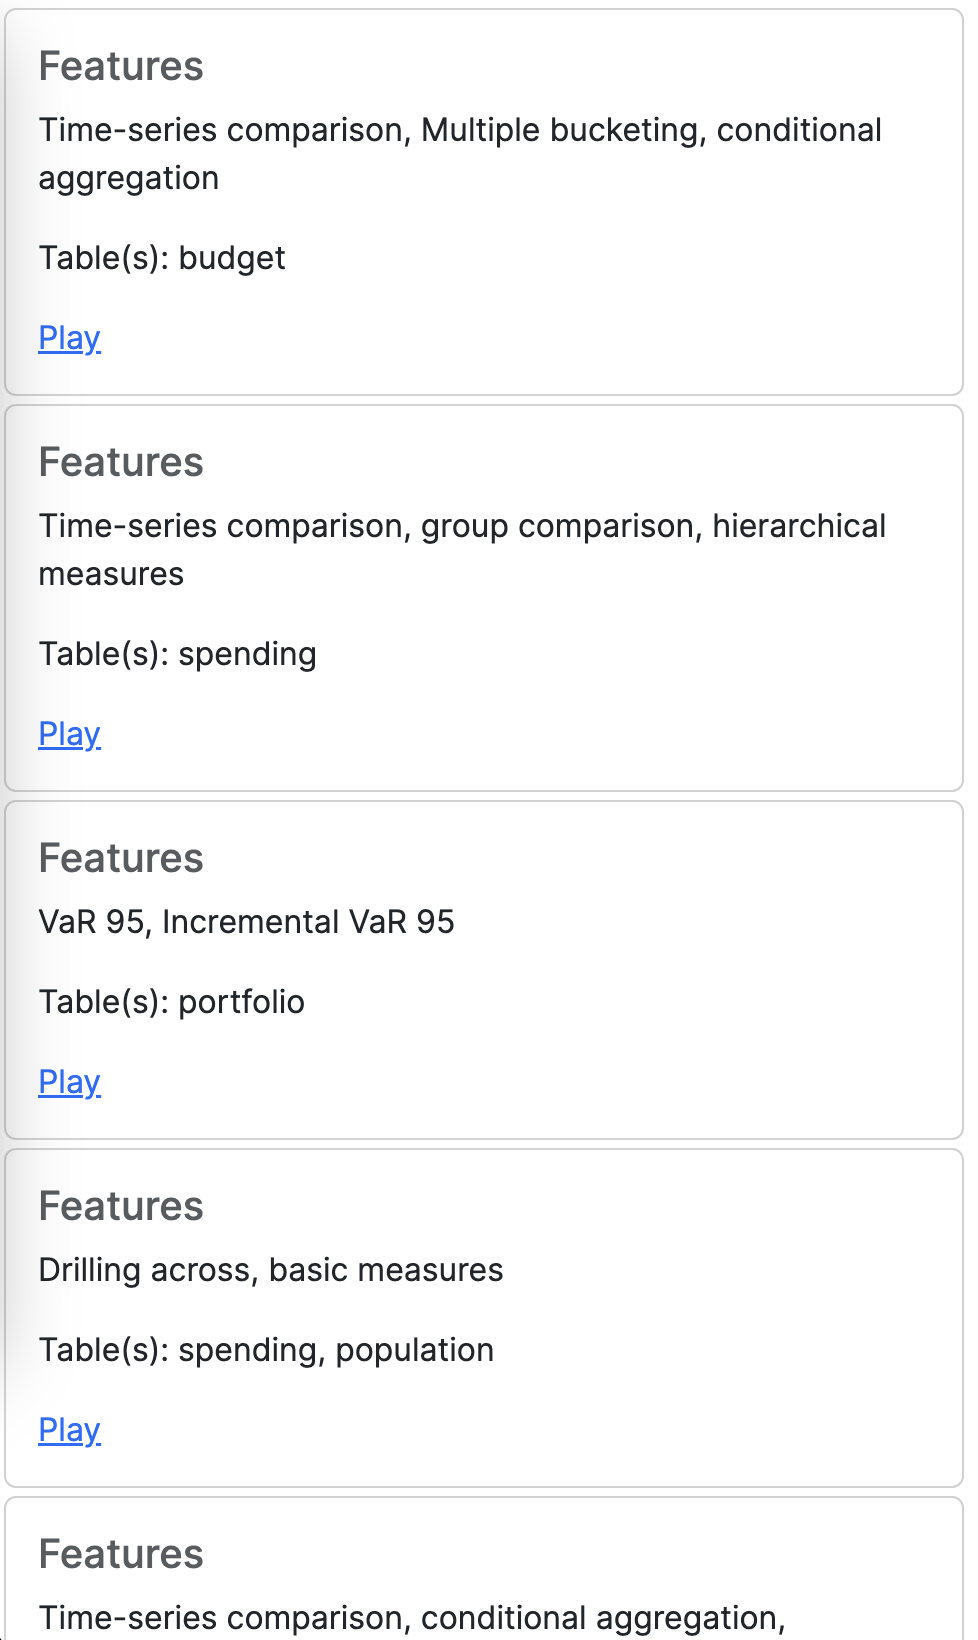 Features
Time-series comparison, Multiple bucketing, conditional
aggregation
Table(s): budget
Play
Features
Time-series comparison, group comparison, hierarchical
measures
Table(s): spending
Play
Features
VaR 95, Incremental VaR 95
Table(s): portfolio
Play
Features
Drilling across, basic measures
Table(s): spending, population
Play
Features
Time-series comparison, conditional aggregation,